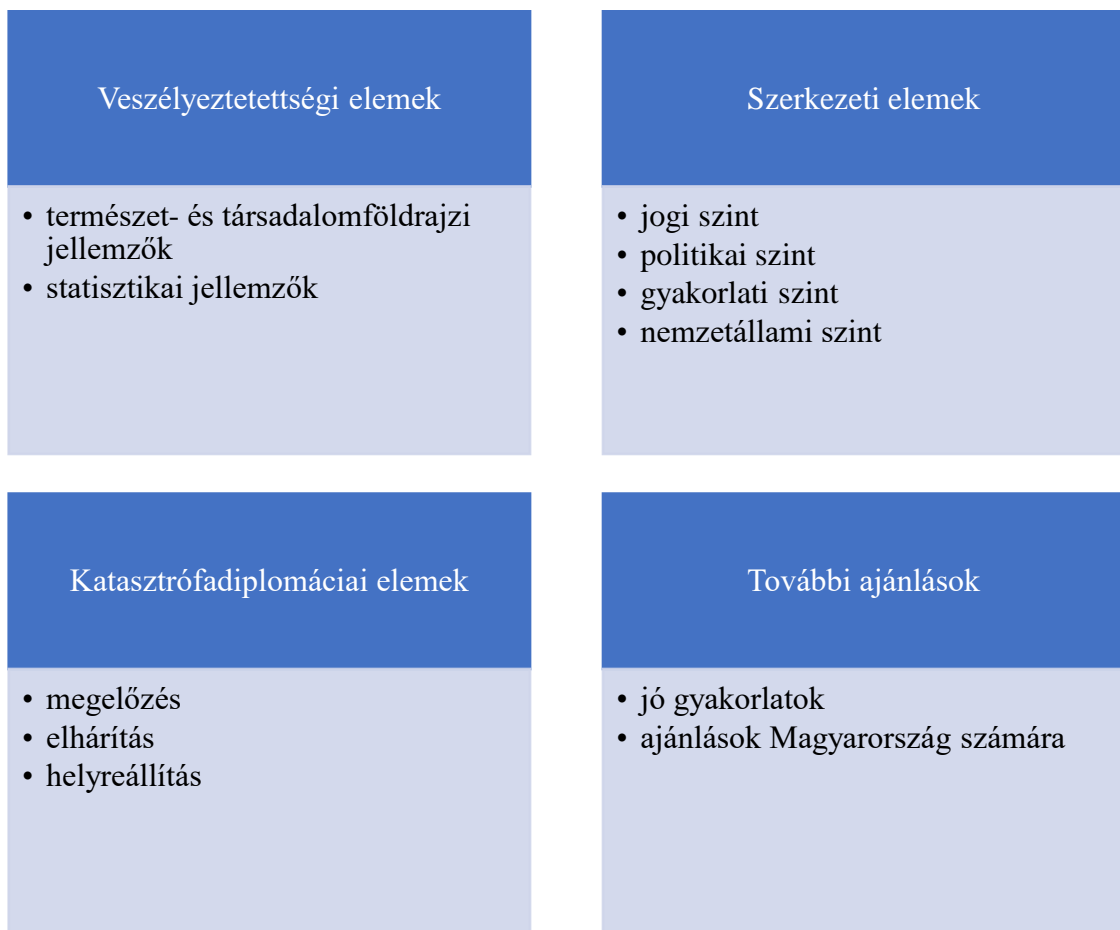 Veszélyeztetettségi elemek
• természet- és társadalomföldrajzi
jellemzők
• statisztikai jellemzők
Szerkezeti elemek
• jogi szint
• politikai szint
• gyakorlati szint
• nemzetállami szint
Katasztrófadiplomáciai elemek
• megelőzés
• elhárítás
• helyreállítás
További ajánlások
• jó gyakorlatok
• ajánlások Magyarország számára